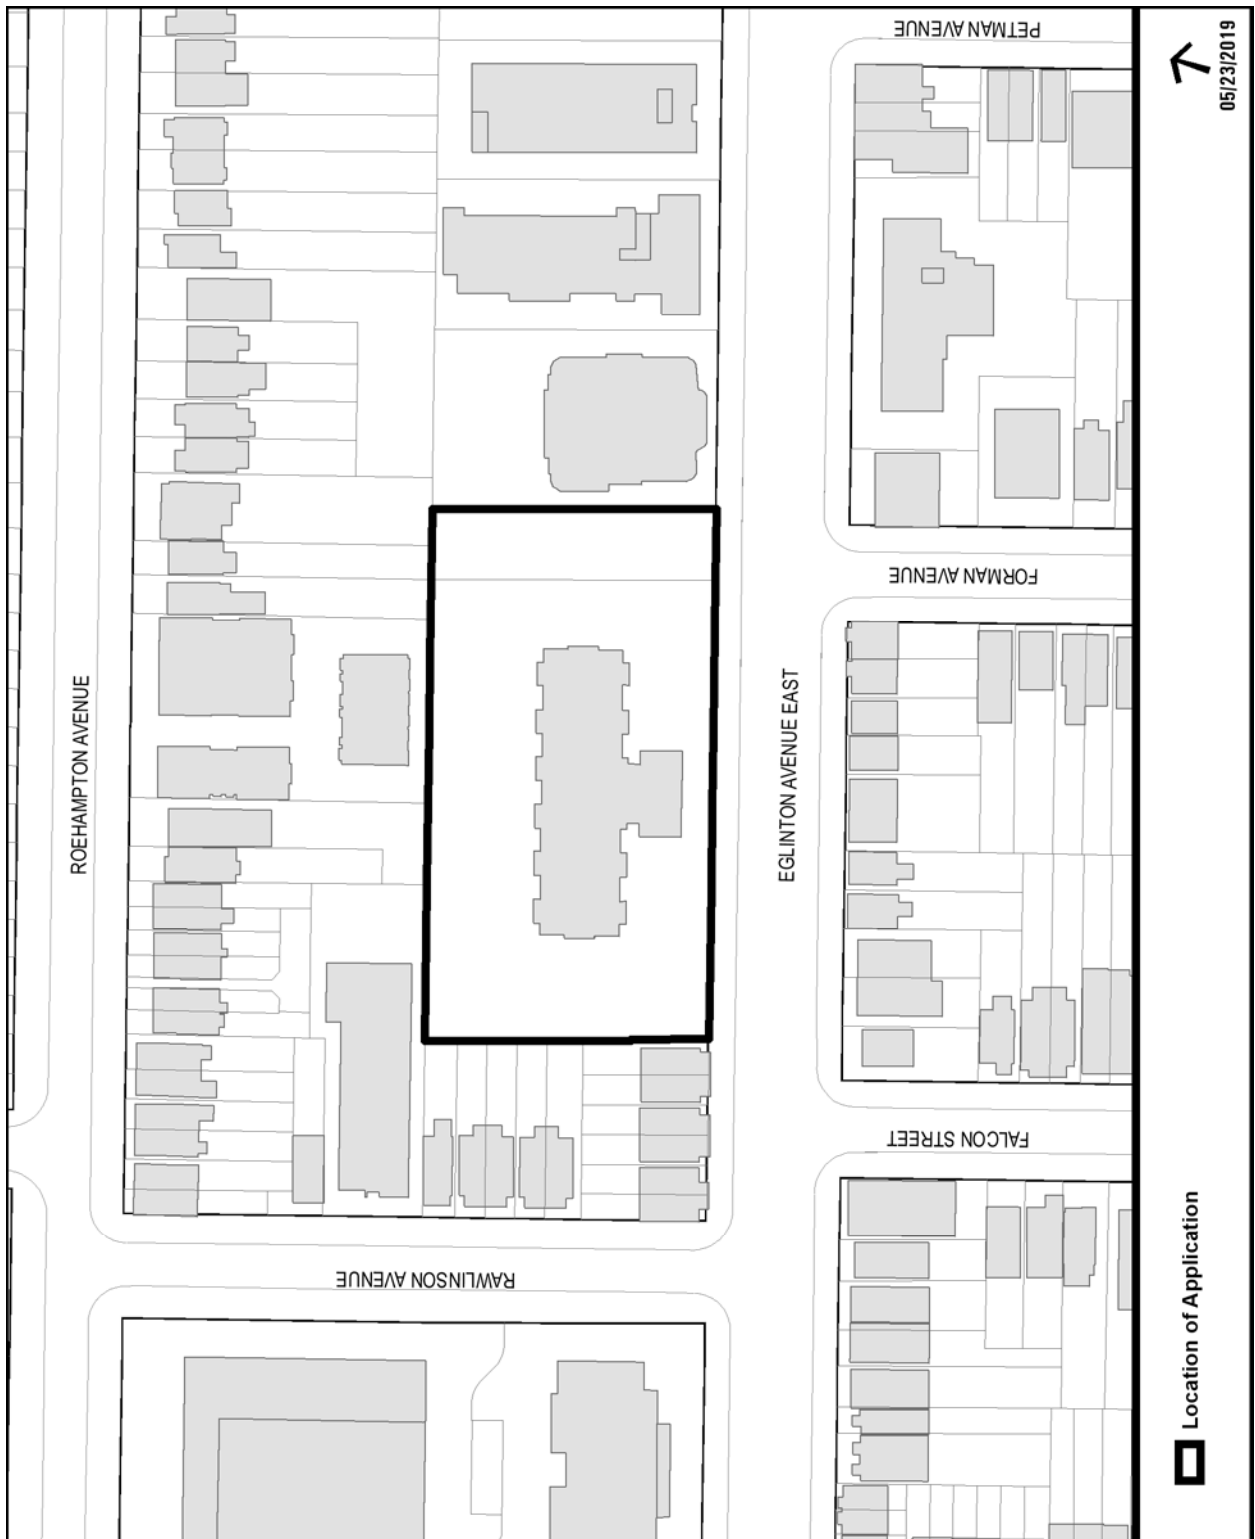 ROEHAMPTON AVENUE
RAWLINSON AVENUE
EGLINTON AVENUE EAST
FALCON STREET
FORMAN AVENUE
PETMAN AVENUE
Location of Application
05/23/2019